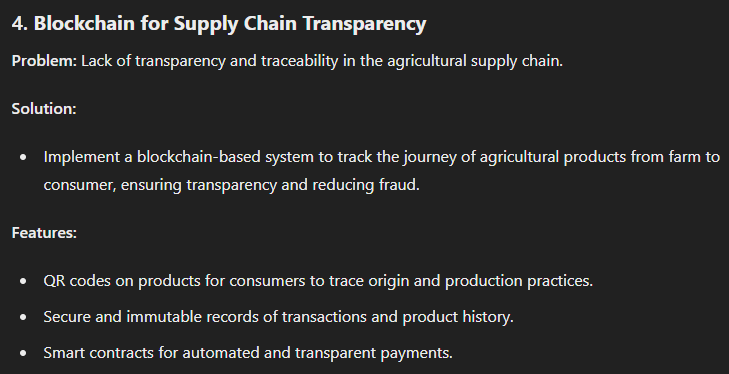 4. Blockchain for Supply Chain Transparency
Problem: Lack of transparency and traceability in the agricultural supply chain.
Solution:
• Implement a blockchain-based system to track the journey of agricultural products from farm to
consumer, ensuring transparency and reducing fraud.
Features:
• QR codes on products for consumers to trace origin and production practices.
• Secure and immutable records of transactions and product history.
• Smart contracts for automated and transparent payments.